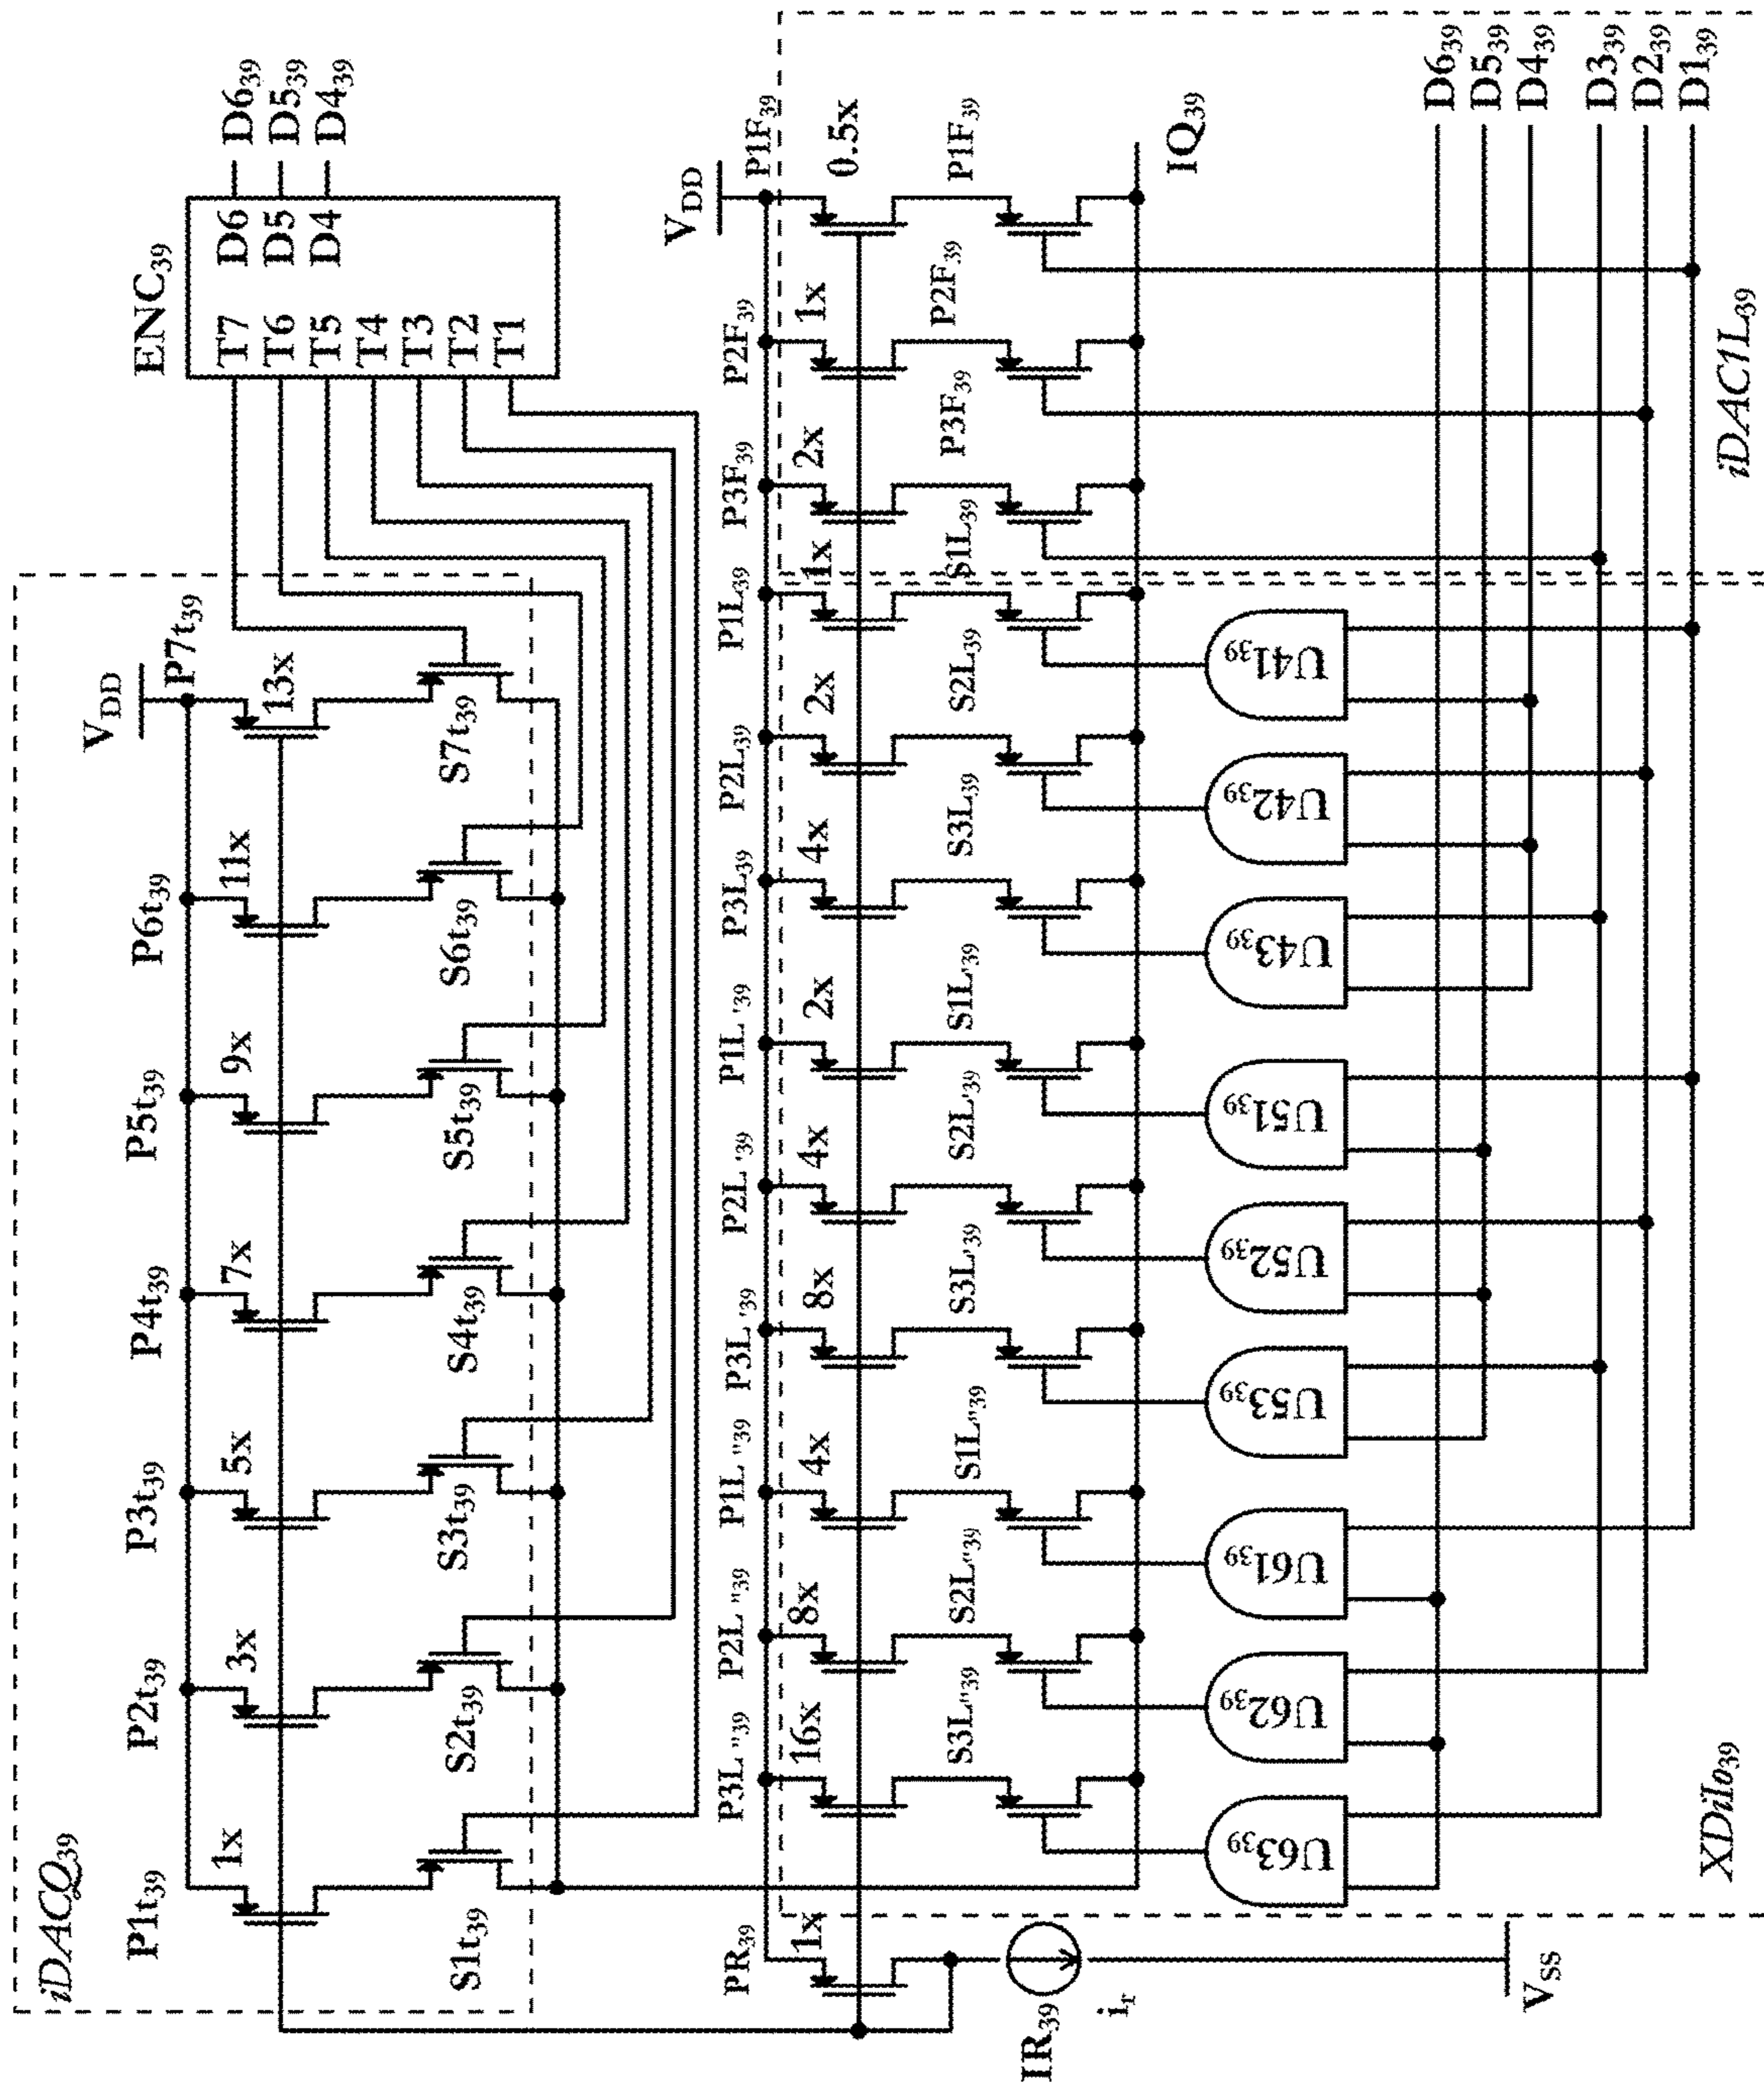 iDACQ39
P1t39
P2t39
P3t39
P4t39
P5t39
P6t39
P7t39
VDD
1x
3x
5x
7x
9x
11x
13x
S1t39
S2t39
S3t39
S4t39
S5t39
S6t39
S7t39
ENC39
T7
T6
T5
T4
T3
T2
T1
D6
D5
D4
D639
D539
D439
VDD
PR39
P3L"39
P2L"39
P1L"39
P3L'39
P2L'39
P1L'39
P3L39
P2L39
P1L39
P3F39
P2F39
P1F39
1x
16x
8x
4x
8x
4x
2x
4x
2x
1x
2x
1x
0.5x
S3L"39
S2L"39
S1L"39
S3L'39
S2L'39
S1L'39
S3L39
S2L39
S1L39
P3F39
P2F39
P1F39
IQ39
IR39
ir
VSS
U6339
U6239
U6139
U5339
U5239
U5139
U4339
U4239
U4139
D639
D539
D439
D339
D239
D139
XDiIo39
iDAC1L39